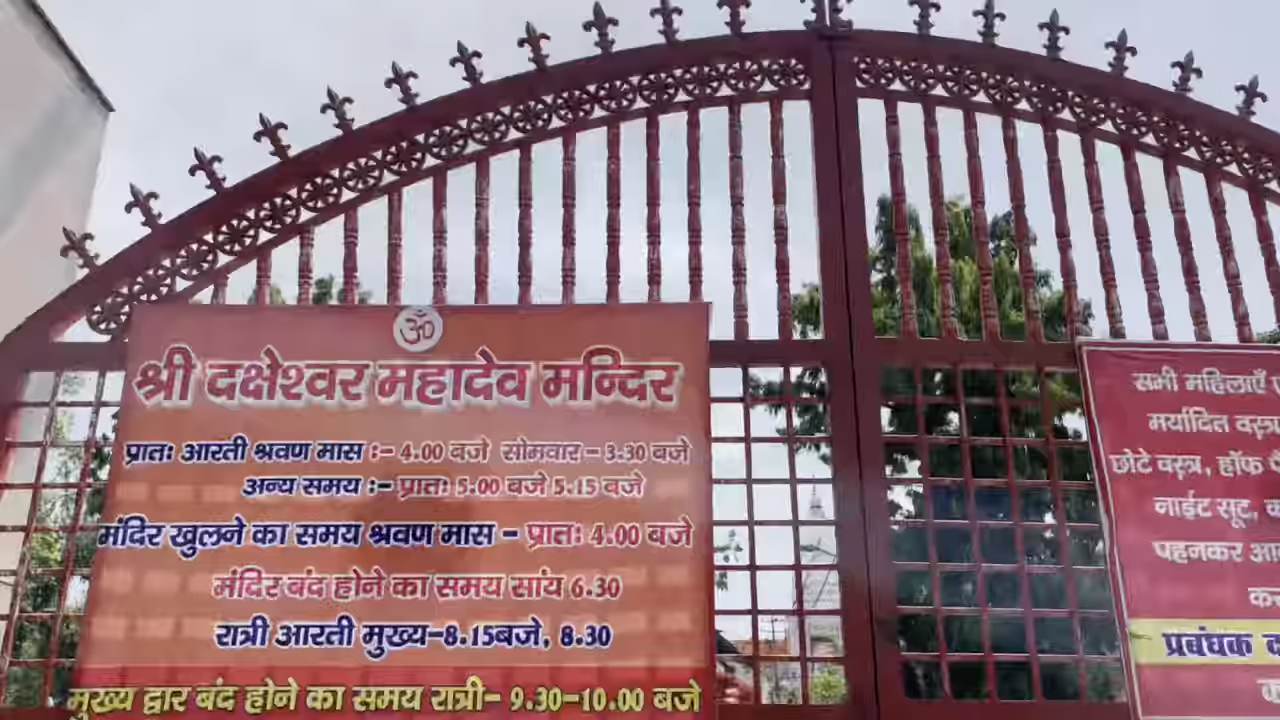 ॐ
श्री दक्षेश्वर महादेव मन्दिर
प्रातः आरती श्रवण मास :- 4.00 बजे सोमवार - 3.30 बजे
अन्य समय :- प्रातः 5.00 बजे 5.15 बजे
मंदिर खुलने का समय श्रवण मास - प्रातः 4.00 बजे
मंदिर बंद होने का समय सांय 6.30
रात्री आरती मुख्य-8.15बजे, 8.30
मुख्य द्वार बंद होने का समय रात्री- 9.30-10.00 बजे
सभी महिलाएँ
मर्यादित वस्त्र
छोटे वस्त्र, हॉफ
नाईट सूट,
पहनकर
प्रबंधक